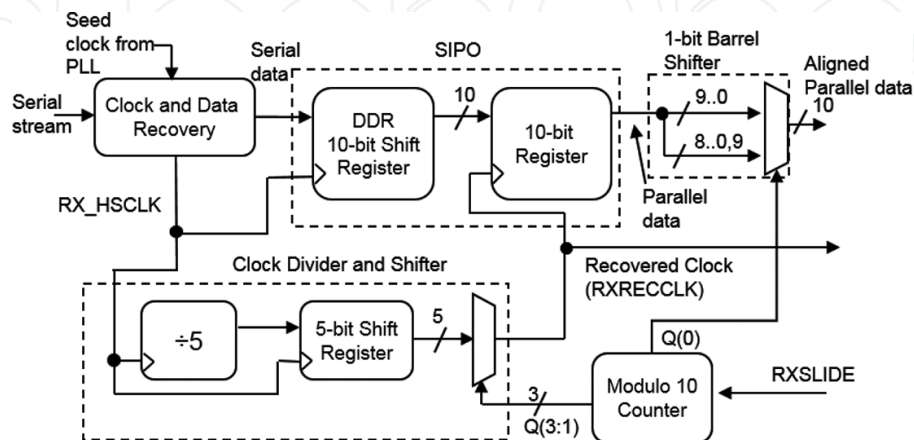 Seed
clock from
PLL
Serial
data
SIPO
1-bit Barrel
Shifter
Aligned
Parallel data
Serial
stream
Clock and Data
Recovery
DDR
10-bit Shift
Register
10
10-bit
Register
9..0
8..0,9
10
RX_HSCLK
Parallel
data
Clock Divider and Shifter
Recovered Clock
(RXRECCLK)
÷5
5-bit Shift
Register
5
Q(0)
Modulo 10
Counter
RXSLIDE
3
Q(3:1)